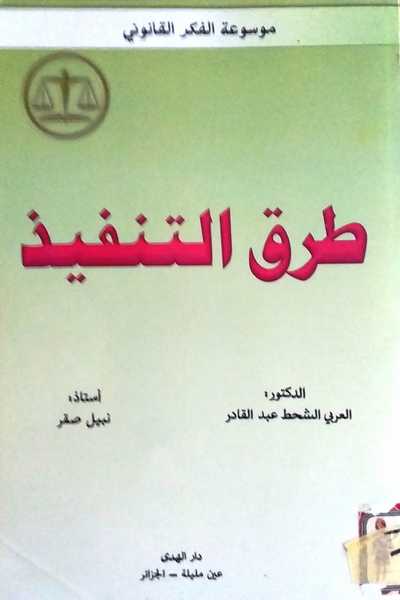 موسوعة الفكر القانوني
طرق التنفيذ
الدكتور:
العربي الشحط عبد القادر
أستاذ:
نبيل صقر
دار الهدى
عين مليلة - الجزائر